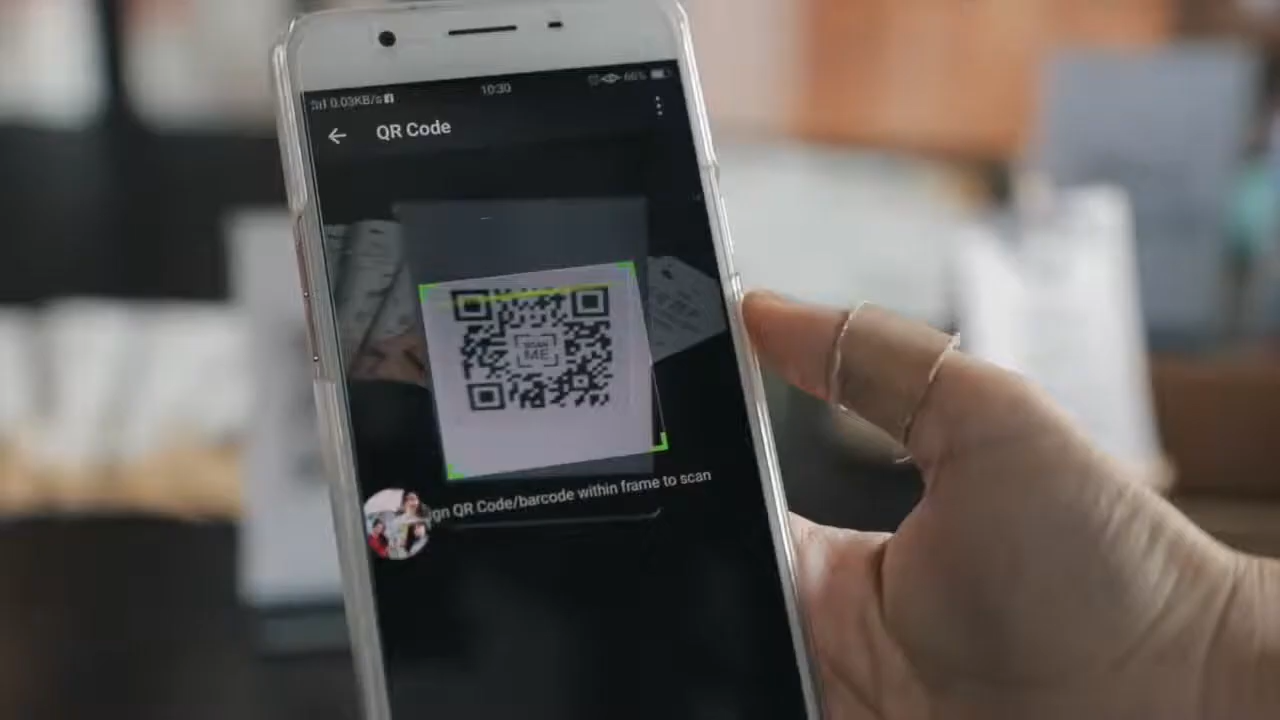 0.03KB/s
10:30
66%
QR Code
SCAN
ME
gn QR Code/barcode within frame to scan